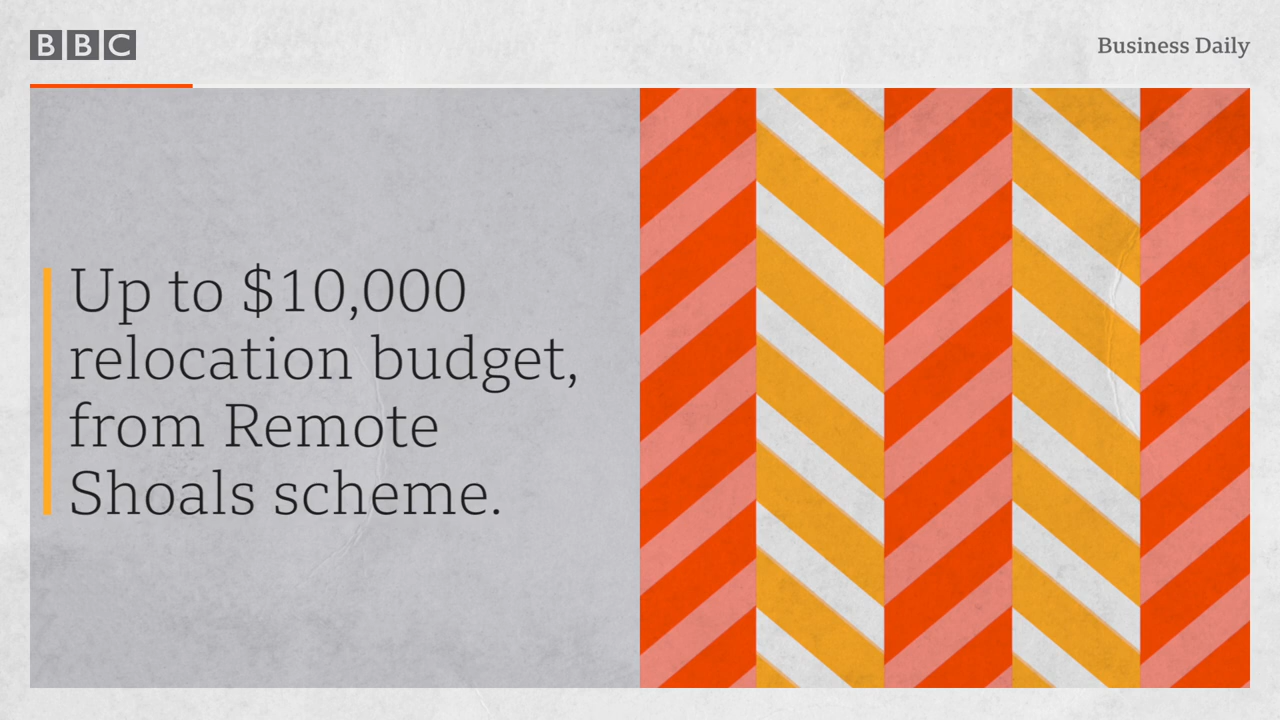 BBC
Business Daily
Up to $10,000
relocation budget,
from Remote
Shoals scheme.